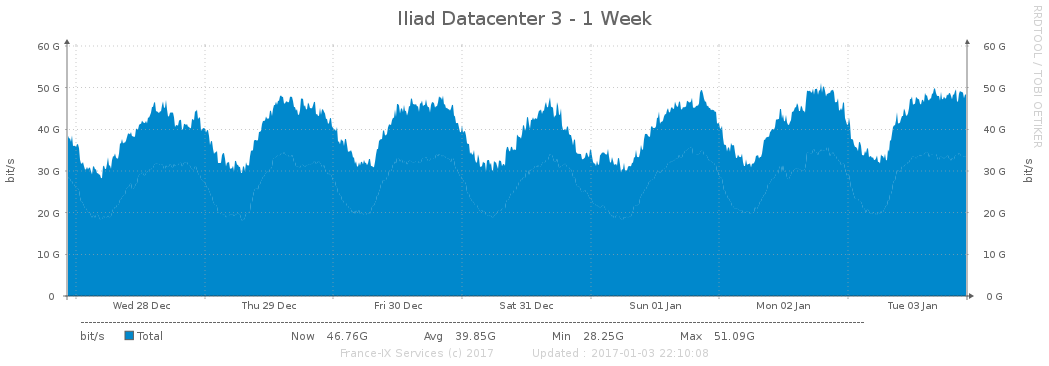 Iliad Datacenter 3 - 1 Week
RRDTOOL / TOBI OETIKER
60 G 60 G
50 G 50 G
40 G 40 G
30 G 30 G
20 G 20 G
10 G 10 G
0 0 G
bit/s bit/s
Wed 28 Dec Thu 29 Dec Fri 30 Dec Sat 31 Dec Sun 01 Jan Mon 02 Jan Tue 03 Jan
bit/s Total Now 46.76G Avg 39.85G Min 28.25G Max 51.09G
France-IX Services (c) 2017 Updated : 2017-01-03 22:10:08